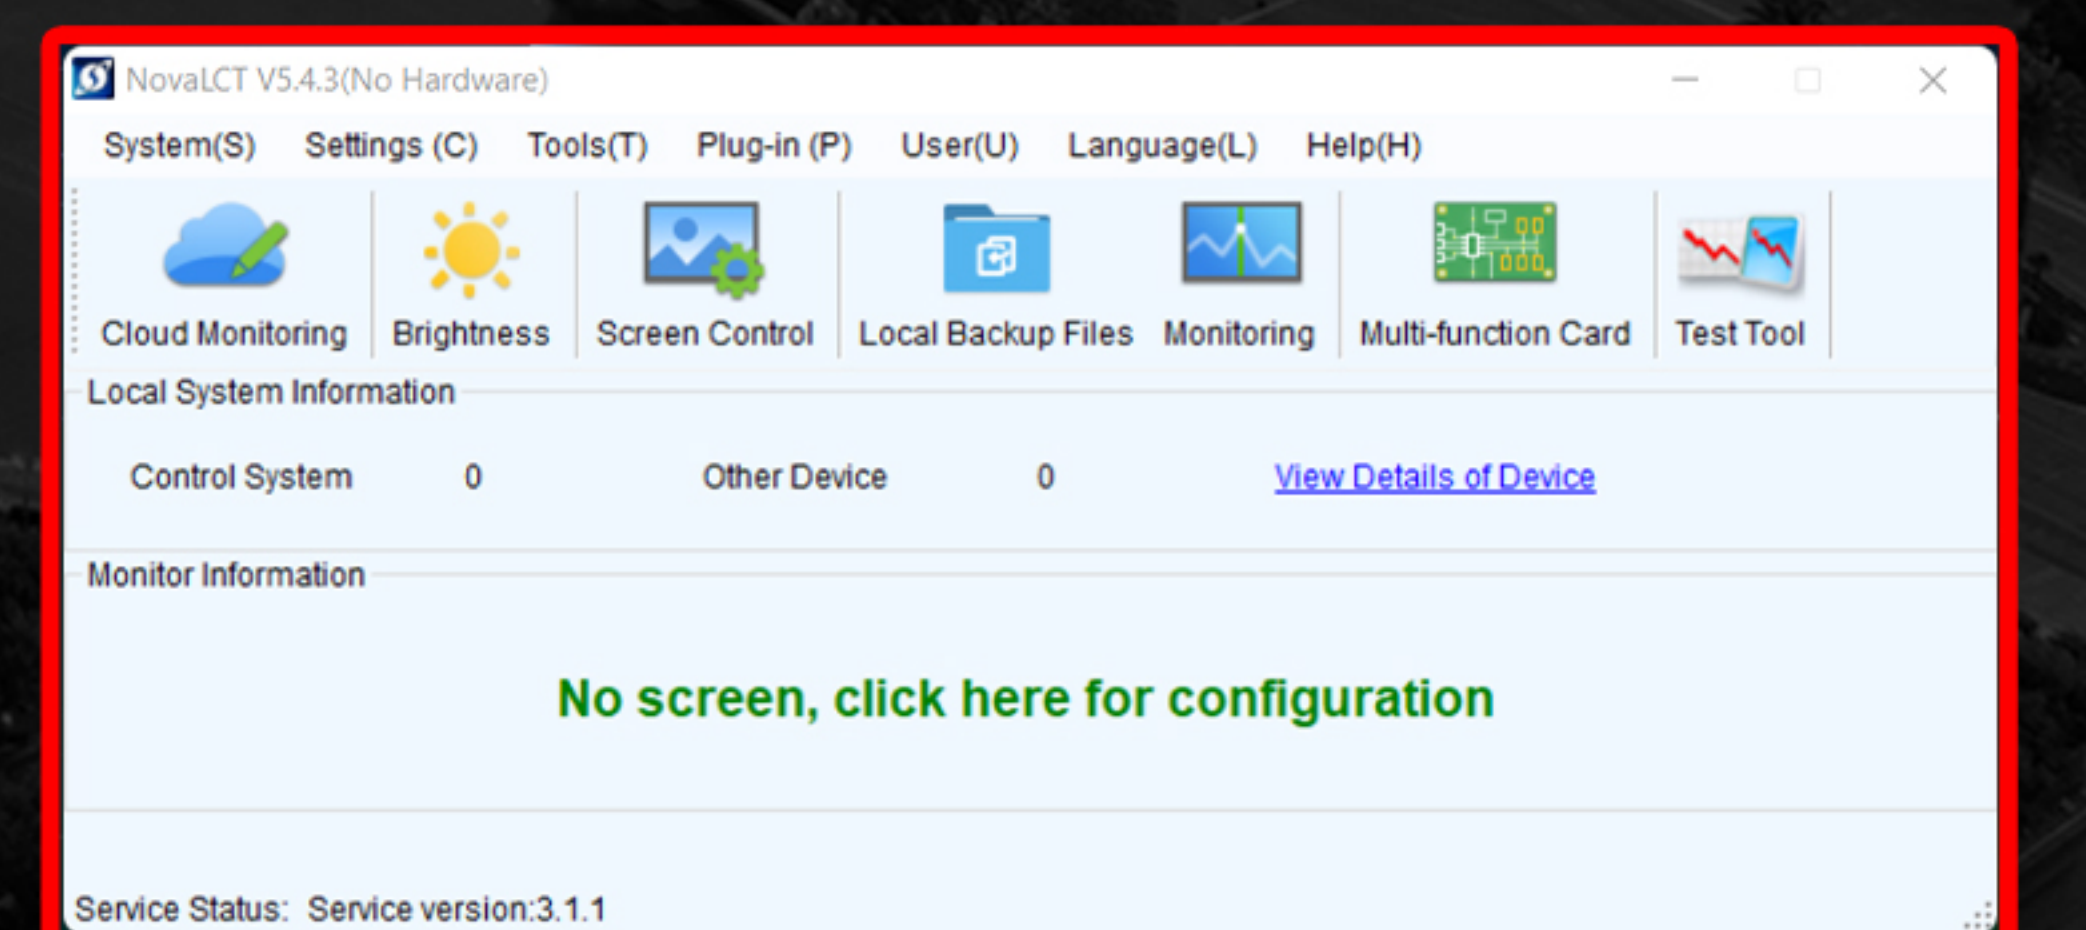 NovaLCT V5.4.3(No Hardware)
System(S) Settings (C) Tools(T) Plug-in (P) User(U) Language(L) Help(H)
Cloud Monitoring Brightness Screen Control Local Backup Files Monitoring Multi-function Card Test Tool
Local System Information
Control System 0 Other Device 0 View Details of Device
Monitor Information
No screen, click here for configuration
Service Status: Service version:3.1.1